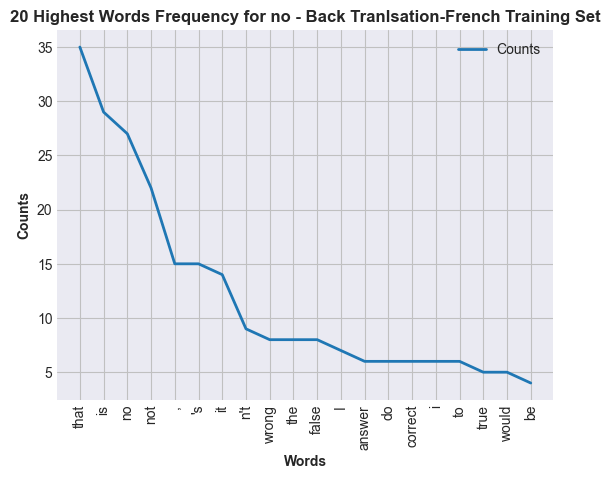 20 Highest Words Frequency for no - Back Tranlsation-French Training Set
Counts
35
30
25
20
15
10
5
Counts
that
is
no
not
,
's
it
n't
wrong
the
false
I
answer
do
correct
i
to
true
would
be
Words